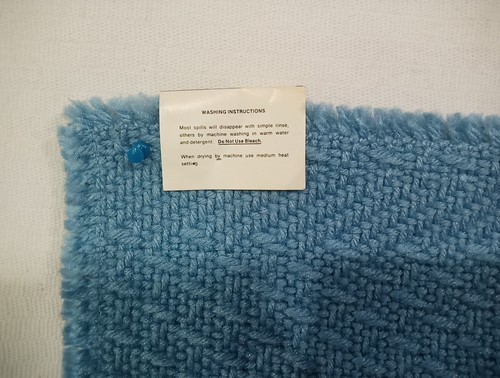 WASHING INSTRUCTIONS
Most spills will disappear with simple rinse,
others by machine washing in warm water
and detergent. Do Not Use Bleach.
When drying by machine use medium heat
setting.